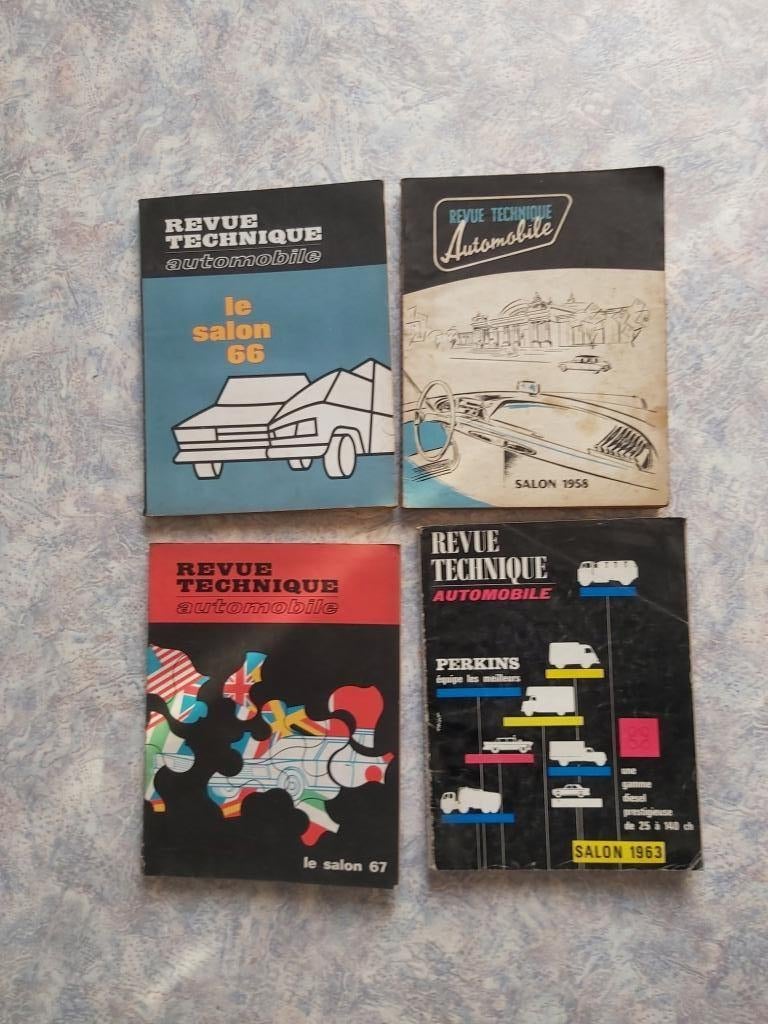 REVUE
TECHNIQUE
automobile
le
salon
66
REVUE TECHNIQUE
Automobile
SALON 1958
REVUE
TECHNIQUE
automobile
le salon 67
REVUE
TECHNIQUE
AUTOMOBILE
PERKINS
équipe les meilleurs
une
gamme
diesel
prestigieuse
de 25 à 140 ch
SALON 1963